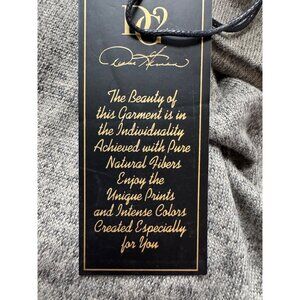 The Beauty of
this Garment is in
the Individuality
Achieved with Pure
Natural Fibers
Enjoy the
Unique Prints
and Intense Colors
Created Especially
for You